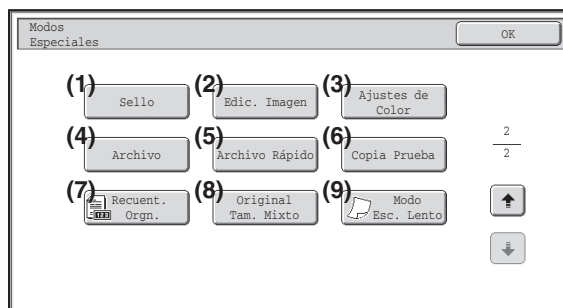 Modos
Especiales
OK
(1) Sello
(2) Edic. Imagen
(3) Ajustes de
Color
(4) Archivo
(5) Archivo Rápido
(6) Copia Prueba
2
2
(7) Recuent.
Orgn.
123
(8) Original
Tam. Mixto
(9) Modo
Esc. Lento